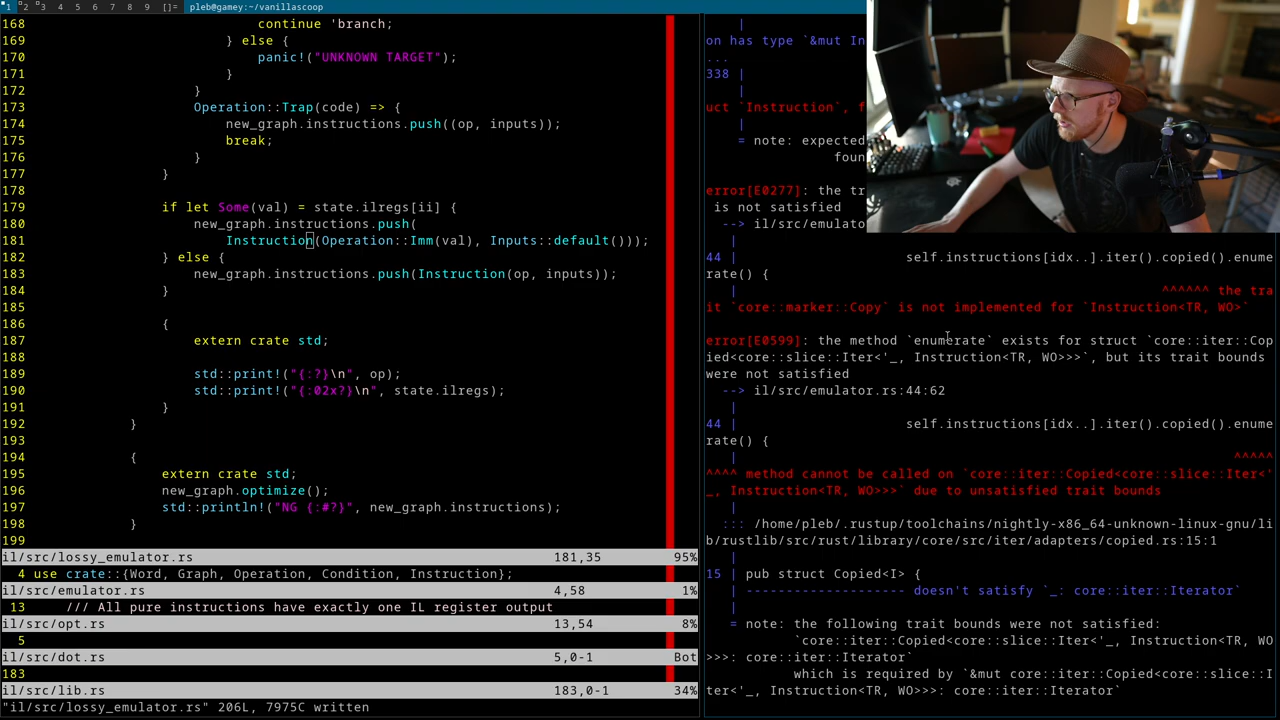 1 2 3 4 5 6 7 8 9 []= pleb@gamey:~/vanillascoop
168 continue 'branch;
169 } else {
170 panic!("UNKNOWN TARGET");
171 }
172 }
173 Operation::Trap(code) => {
174 new_graph.instructions.push((op, inputs));
175 break;
176 }
177 }
178
179 if let Some(val) = state.ilregs[ii] {
180 new_graph.instructions.push(
181 Instruction(Operation::Imm(val), Inputs::default()));
182 } else {
183 new_graph.instructions.push(Instruction(op, inputs));
184 }
185
186 {
187 extern crate std;
188
189 std::print!("{:?}\n", op);
190 std::print!("{:02x?}\n", state.ilregs);
191 }
192 }
193
194 {
195 extern crate std;
196 new_graph.optimize();
197 std::println!("NG {:#?}", new_graph.instructions);
198 }
199
il/src/lossy_emulator.rs 181,35 95%
4 use crate::{Word, Graph, Operation, Condition, Instruction};
il/src/emulator.rs 4,58 1%
13 /// All pure instructions have exactly one IL register output
il/src/opt.rs 13,54 8%
5
il/src/dot.rs 5,0-1 Bot
183
il/src/lib.rs 183,0-1 34%
"il/src/lossy_emulator.rs" 206L, 7975C written
|
on has type `&mut In
...
338 |
|
uct `Instruction`, f
|
= note: expected
foun
error[E0277]: the tr
is not satisfied
--> il/src/emulato
|
44 | self.instructions[idx..].iter().copied().enume
rate() {
| ^^^^^^ the tra
it `core::marker::Copy` is not implemented for `Instruction<TR, WO>`
error[E0599]: the method `enumerate` exists for struct `core::iter::Cop
ied<core::slice::Iter<'_, Instruction<TR, WO>>>`, but its trait bounds
were not satisfied
--> il/src/emulator.rs:44:62
|
44 | self.instructions[idx..].iter().copied().enume
rate() {
| ^^^^^
^^^^ method cannot be called on `core::iter::Copied<core::slice::Iter<'
_, Instruction<TR, WO>>>` due to unsatisfied trait bounds
|
::: /home/pleb/.rustup/toolchains/nightly-x86_64-unknown-linux-gnu/li
b/rustlib/src/rust/library/core/src/iter/adapters/copied.rs:15:1
|
15 | pub struct Copied<I> {
| -------------------- doesn't satisfy `_: core::iter::Iterator`
|
= note: the following trait bounds were not satisfied:
`core::iter::Copied<core::slice::Iter<'_, Instruction<TR, WO
>>>: core::iter::Iterator`
which is required by `&mut core::iter::Copied<core::slice::I
ter<'_, Instruction<TR, WO>>>: core::iter::Iterator`